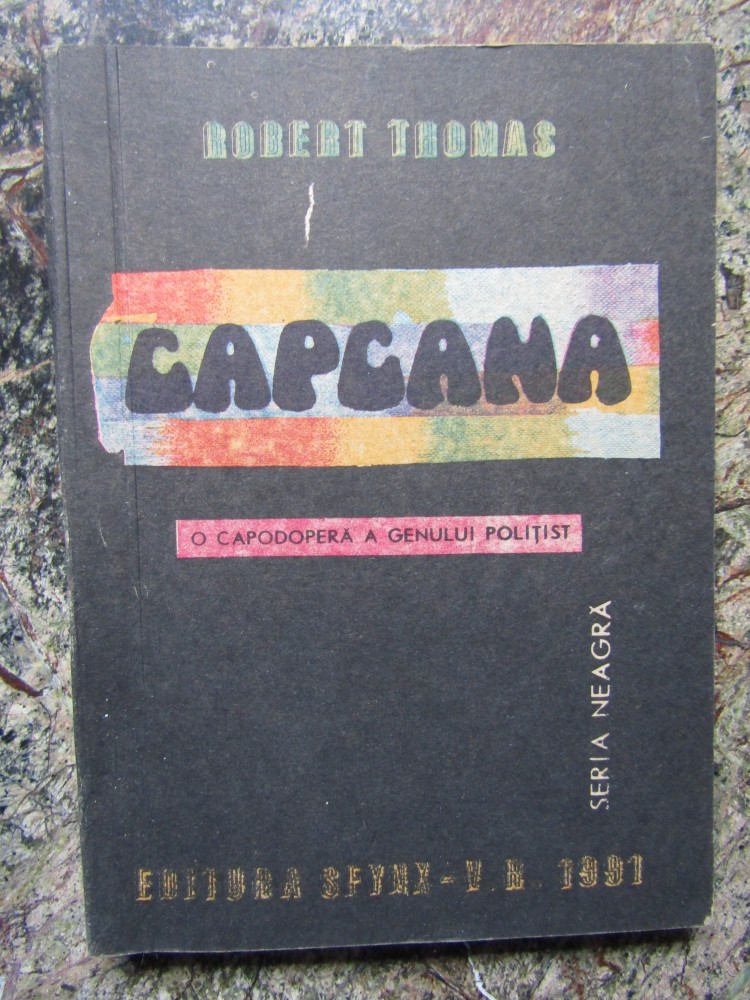 ROBERT THOMAS
CAPCANA
O CAPODOPERĂ A GENULUI POLIȚIST
SERIA NEAGRĂ
EDITURA SFYNX - V. R. 1991